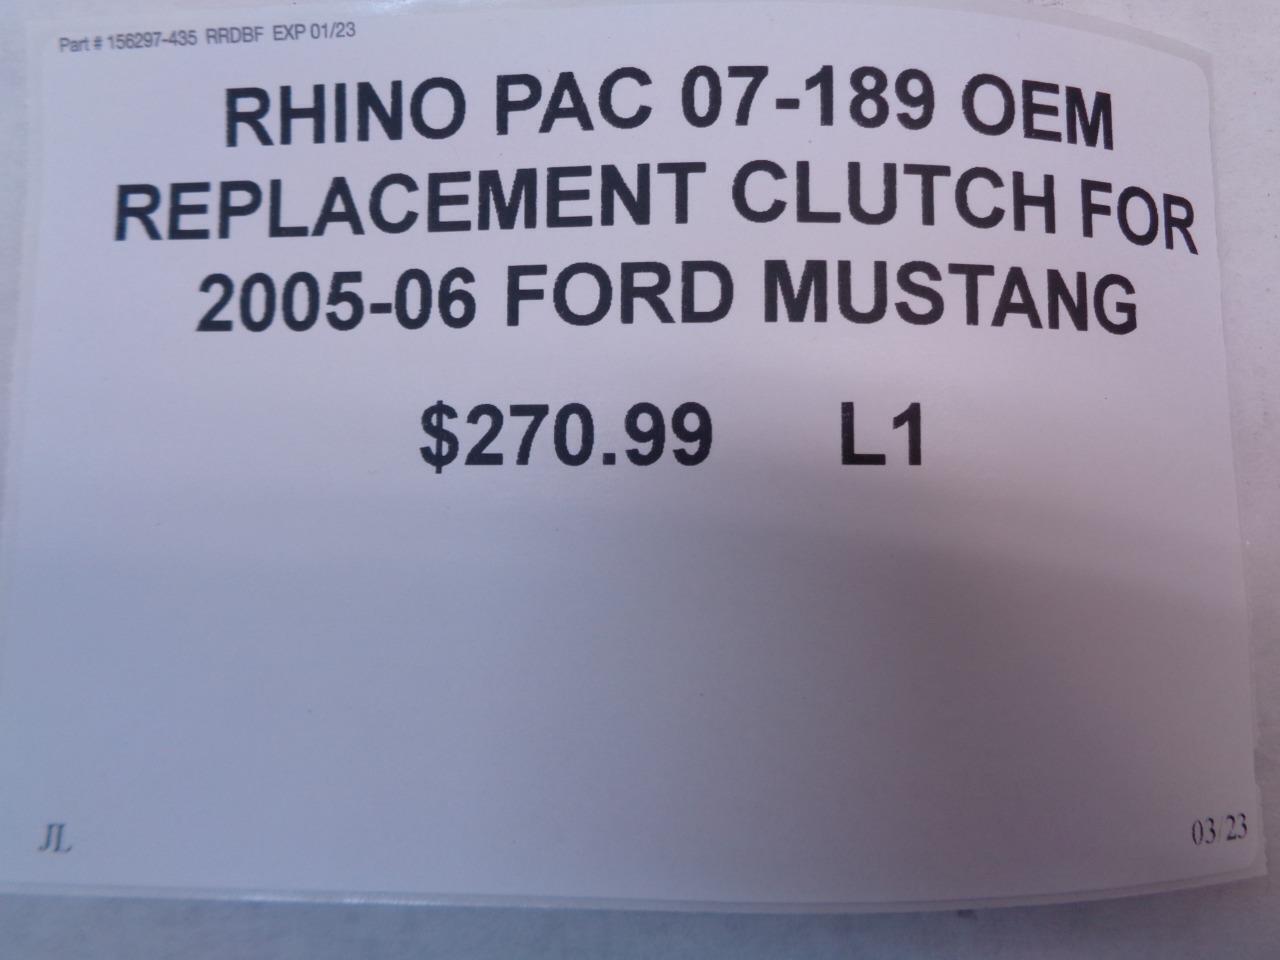 Part # 156297-435 RRDBF EXP 01/23
RHINO PAC 07-189 OEM
REPLACEMENT CLUTCH FOR
2005-06 FORD MUSTANG
$270.99 L1
JL 03/23